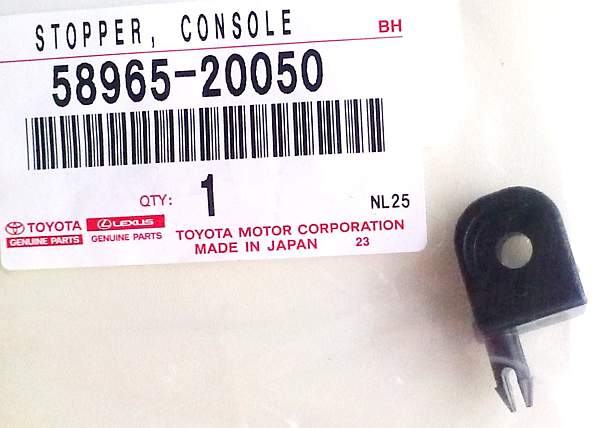 STOPPER, CONSOLE BH
58965-20050
QTY: 1 NL25
TOYOTA LEXUS
GENUINE PARTS GENUINE PARTS
TOYOTA MOTOR CORPORATION
MADE IN JAPAN 23